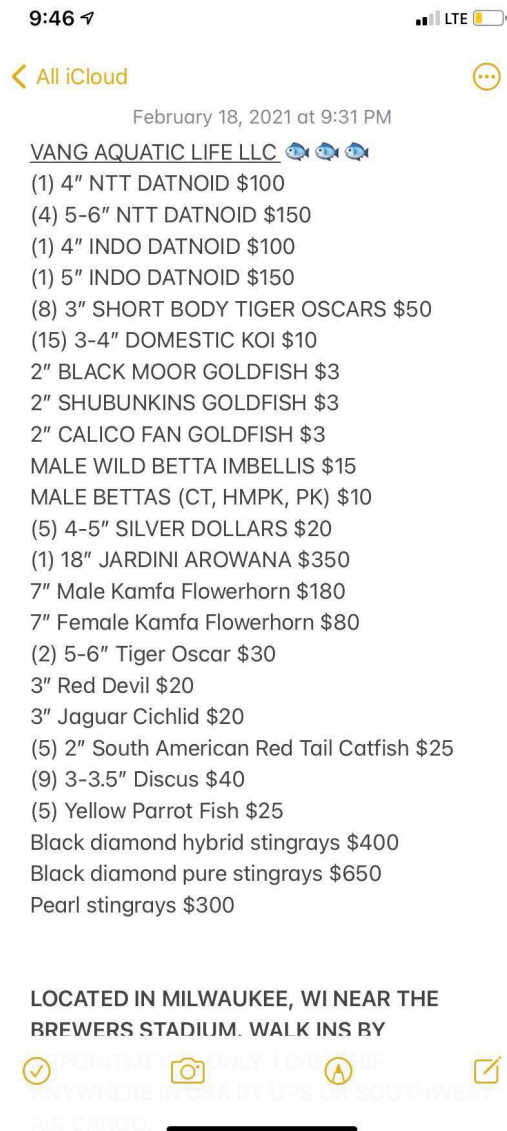 9:46
LTE
All iCloud
February 18, 2021 at 9:31 PM
VANG AQUATIC LIFE LLC 🐟🐟🐟
(1) 4” NTT DATNOID $100
(4) 5-6” NTT DATNOID $150
(1) 4” INDO DATNOID $100
(1) 5” INDO DATNOID $150
(8) 3” SHORT BODY TIGER OSCARS $50
(15) 3-4” DOMESTIC KOI $10
2” BLACK MOOR GOLDFISH $3
2” SHUBUNKINS GOLDFISH $3
2” CALICO FAN GOLDFISH $3
MALE WILD BETTA IMBELLIS $15
MALE BETTAS (CT, HMPK, PK) $10
(5) 4-5” SILVER DOLLARS $20
(1) 18” JARDINI AROWANA $350
7” Male Kamfa Flowerhorn $180
7” Female Kamfa Flowerhorn $80
(2) 5-6” Tiger Oscar $30
3” Red Devil $20
3” Jaguar Cichlid $20
(5) 2” South American Red Tail Catfish $25
(9) 3-3.5” Discus $40
(5) Yellow Parrot Fish $25
Black diamond hybrid stingrays $400
Black diamond pure stingrays $650
Pearl stingrays $300
LOCATED IN MILWAUKEE, WI NEAR THE
BREWERS STADIUM. WALK INS BY
APPOINTMENTS ONLY. I CAN SHIP
ANYWHERE IN USA BY UPS OR SOUTHWEST
AIR CARGO